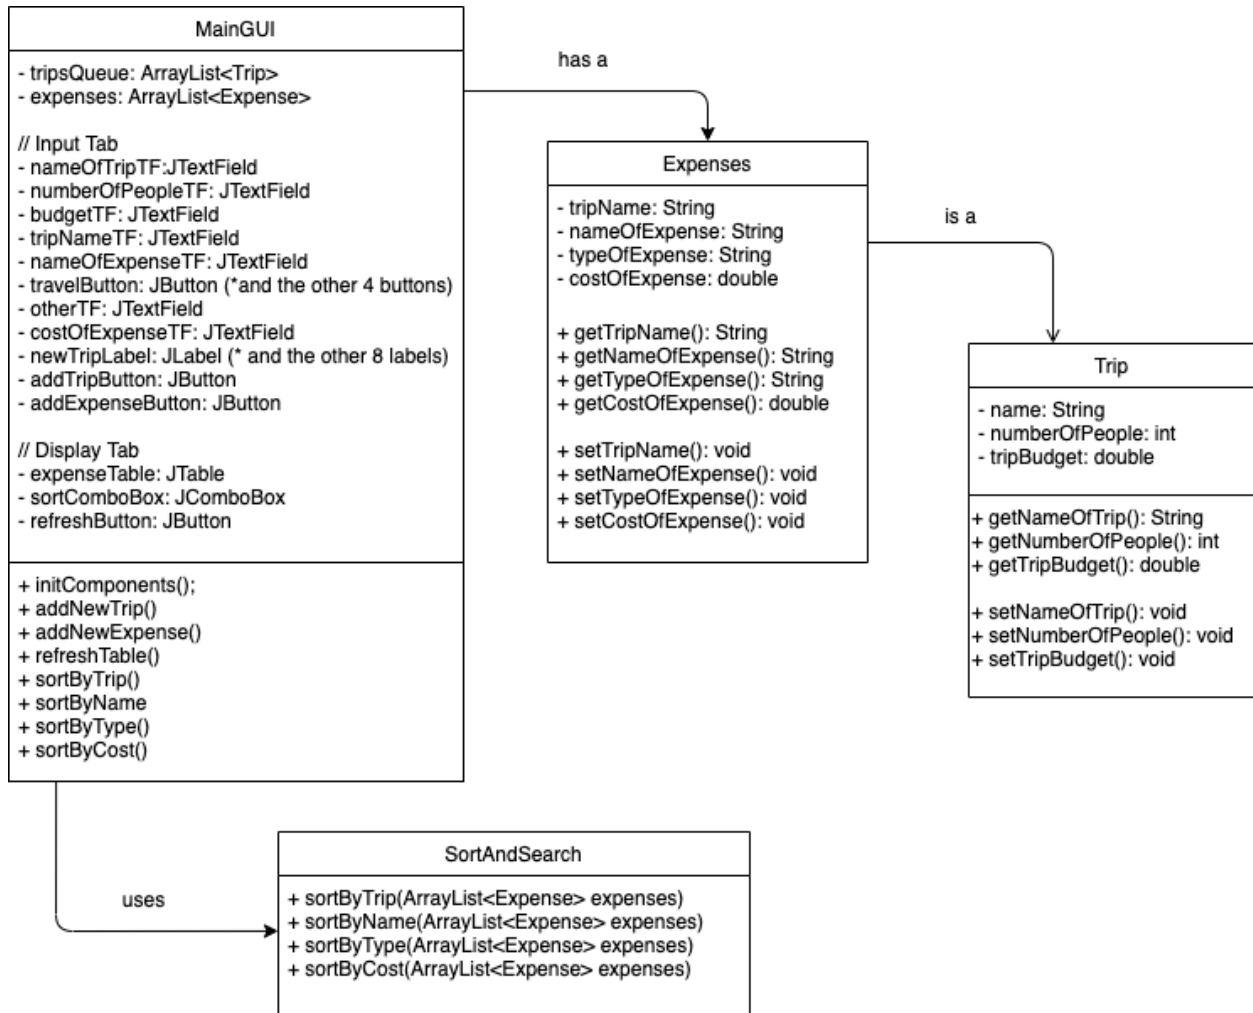 MainGUI
- tripsQueue: ArrayList<Trip>
- expenses: ArrayList<Expense>
// Input Tab
- nameOfTripTF:JTextField
- numberOfPeopleTF: JTextField
- budgetTF: JTextField
- tripNameTF: JTextField
- nameOfExpenseTF: JTextField
- travelButton: JButton (*and the other 4 buttons)
- otherTF: JTextField
- costOfExpenseTF: JTextField
- newTripLabel: JLabel (* and the other 8 labels)
- addTripButton: JButton
- addExpenseButton: JButton
// Display Tab
- expenseTable: JTable
- sortComboBox: JComboBox
- refreshButton: JButton
+ initComponents();
+ addNewTrip()
+ addNewExpense()
+ refreshTable()
+ sortByTrip()
+ sortByName
+ sortByType()
+ sortByCost()
has a
Expenses
- tripName: String
- nameOfExpense: String
- typeOfExpense: String
- costOfExpense: double
+ getTripName(): String
+ getNameOfExpense(): String
+ getTypeOfExpense(): String
+ getCostOfExpense(): double
+ setTripName(): void
+ setNameOfExpense(): void
+ setTypeOfExpense(): void
+ setCostOfExpense(): void
is a
Trip
- name: String
- numberOfPeople: int
- tripBudget: double
+ getNameOfTrip(): String
+ getNumberOfPeople(): int
+ getTripBudget(): double
+ setNameOfTrip(): void
+ setNumberOfPeople(): void
+ setTripBudget(): void
uses
SortAndSearch
+ sortByTrip(ArrayList<Expense> expenses)
+ sortByName(ArrayList<Expense> expenses)
+ sortByType(ArrayList<Expense> expenses)
+ sortByCost(ArrayList<Expense> expenses)